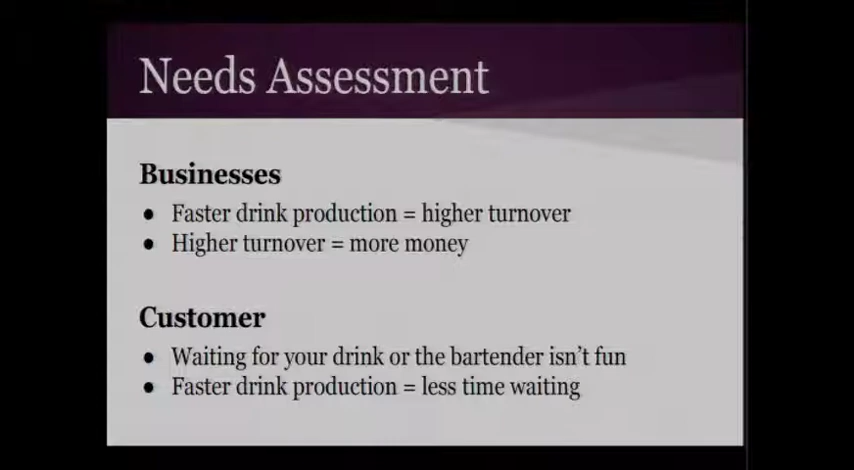 Needs Assessment
Businesses
● Faster drink production = higher turnover
● Higher turnover = more money
Customer
● Waiting for your drink or the bartender isn't fun
● Faster drink production = less time waiting